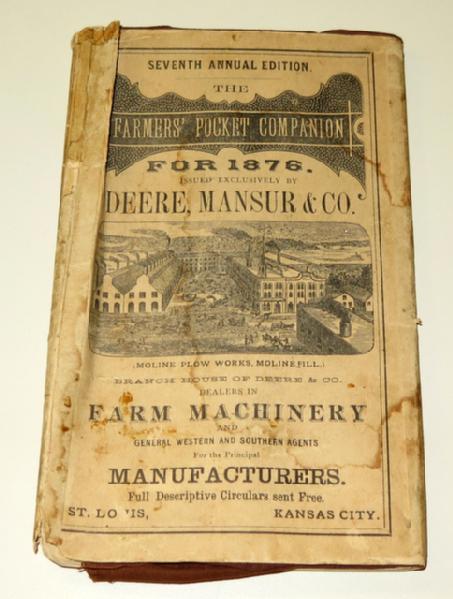 SEVENTH ANNUAL EDITION.
THE
FARMERS' POCKET COMPANION
FOR 1876.
ISSUED EXCLUSIVELY BY
DEERE, MANSUR & CO.
(MOLINE PLOW WORKS, MOLINE, ILL.)
BRANCH HOUSE OF DEERE & CO.
DEALERS IN
FARM MACHINERY
AND
GENERAL WESTERN AND SOUTHERN AGENTS
For the Principal
MANUFACTURERS.
Full Descriptive Circulars sent Free.
ST. LOUIS, KANSAS CITY.